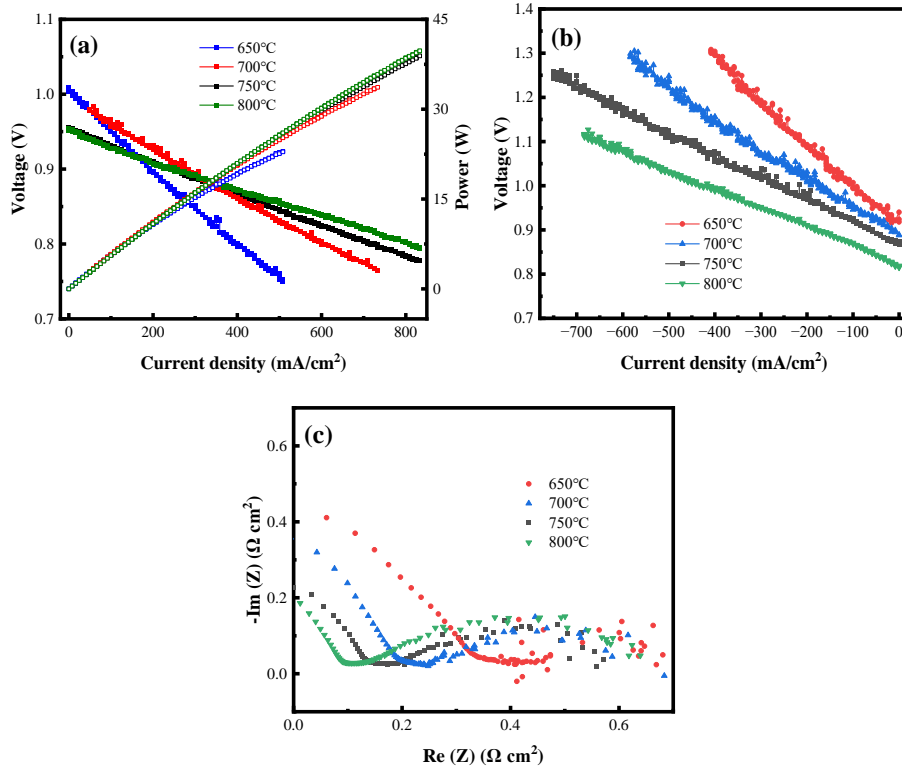 (a)
650℃
700℃
750℃
800℃
1.1
1.0
0.9
0.8
0.7
Voltage (V)
45
30
15
0
Power (W)
0 200 400 600 800
Current density (mA/cm²)
(b)
1.4
1.3
1.2
1.1
1.0
0.9
0.8
0.7
Voltage (V)
650℃
700℃
750℃
800℃
−700 −600 −500 −400 −300 −200 −100 0
Current density (mA/cm²)
(c)
650℃
700℃
750℃
800℃
0.6
0.4
0.2
0.0
-Im (Z) (Ω cm²)
0.0 0.2 0.4 0.6
Re (Z) (Ω cm²)